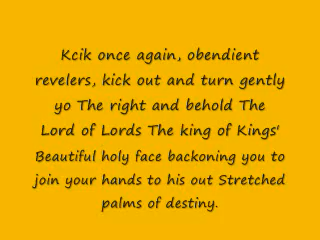 Kcik once again, obendient
revelers, kick out and turn gently
yo The right and behold The
Lord of Lords The king of Kings'
Beautiful holy face backoning you to
join your hands to his out Stretched
palms of destiny.